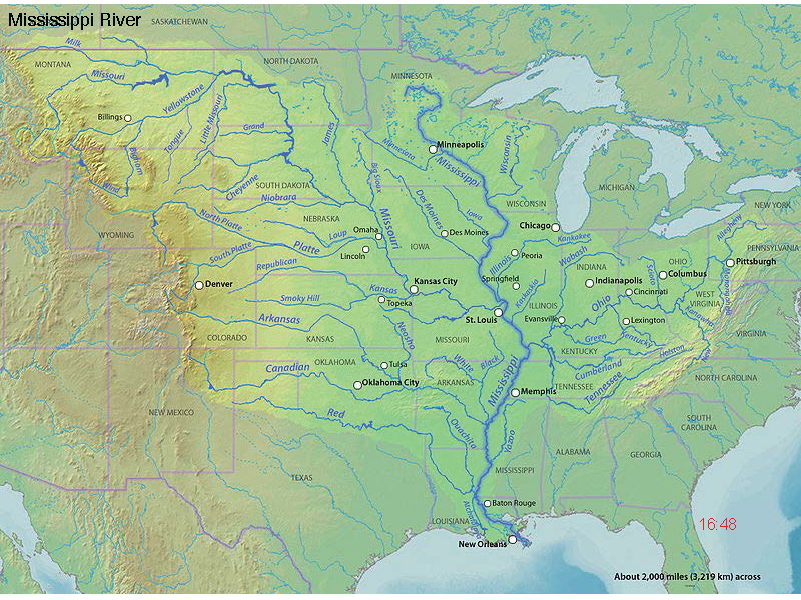 Mississippi River
SASKATCHEWAN
Milk
MONTANA
NORTH DAKOTA
MINNESOTA
Missouri
Yellowstone
Little Missouri
Billings
Tongue
Grand
James
Minneapolis
Minnesota
Mississippi
Wisconsin
Bighorn
Wind
Big Sioux
Cheyenne
SOUTH DAKOTA
Niobrara
Des Moines
Iowa
WISCONSIN
MICHIGAN
NEW YORK
North Platte
NEBRASKA
Missouri
Chicago
Allegheny
WYOMING
Loup
Omaha
Des Moines
Kankakee
South Platte
Platte
Lincoln
IOWA
Illinois
Peoria
Wabash
PENNSYLVANIA
Republican
INDIANA
OHIO
Scioto
Columbus
Pittsburgh
Denver
Kansas
Kansas City
Springfield
Indianapolis
Cincinnati
Monongahela
Smoky Hill
Topeka
Kaskaskia
ILLINOIS
Ohio
WEST
VIRGINIA
Arkansas
St. Louis
Evansville
Lexington
Kanawha
COLORADO
KANSAS
Neosho
MISSOURI
Green
Kentucky
VIRGINIA
KENTUCKY
Holston
New
OKLAHOMA
Tulsa
White
Black
Mississippi
Cumberland
Canadian
Oklahoma City
ARKANSAS
Memphis
TENNESSEE
Tennessee
NORTH CAROLINA
NEW MEXICO
Red
Ouachita
Yazoo
SOUTH
CAROLINA
TEXAS
MISSISSIPPI
ALABAMA
GEORGIA
Baton Rouge
LOUISIANA
Atchafalaya
16:48
New Orleans
About 2,000 miles (3,219 km) across